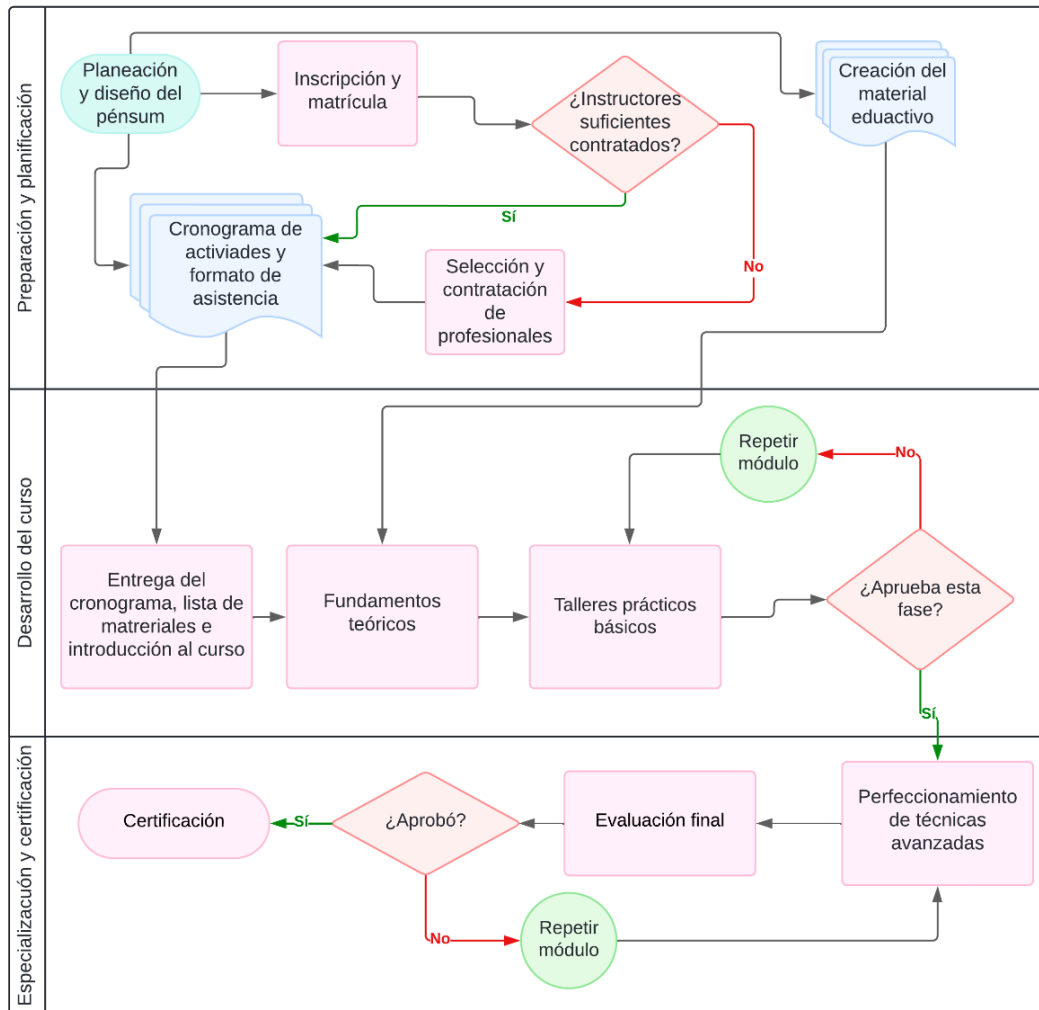 Preparación y planificación
Planeación
y diseño del
pénsum
Inscripción y
matrícula
¿Instructores
suficientes
contratados?
Creación del
material
eduactivo
Sí
No
Cronograma de
activiades y
formato de
asistencia
Selección y
contratación
de
profesionales
Desarrollo del curso
Repetir
módulo
No
Entrega del
cronograma, lista de
matreriales e
introducción al curso
Fundamentos
teóricos
Talleres prácticos
básicos
¿Aprueba esta
fase?
Sí
Especializacuón y certificación
Certificación
Sí
¿Aprobó?
Evaluación final
Perfeccionamiento
de técnicas
avanzadas
No
Repetir
módulo